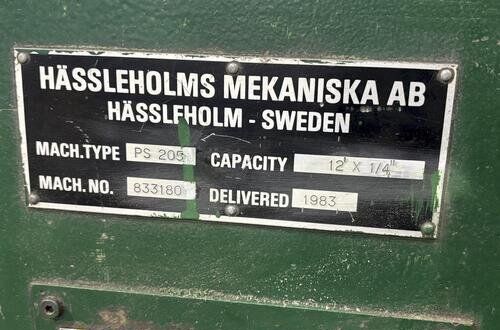 HÄSSLEHOLMS MEKANISKA AB
HÄSSLEHOLM - SWEDEN
MACH.TYPE PS 205 CAPACITY 12" X 1/4"
MACH. NO. 833180 DELIVERED 1983